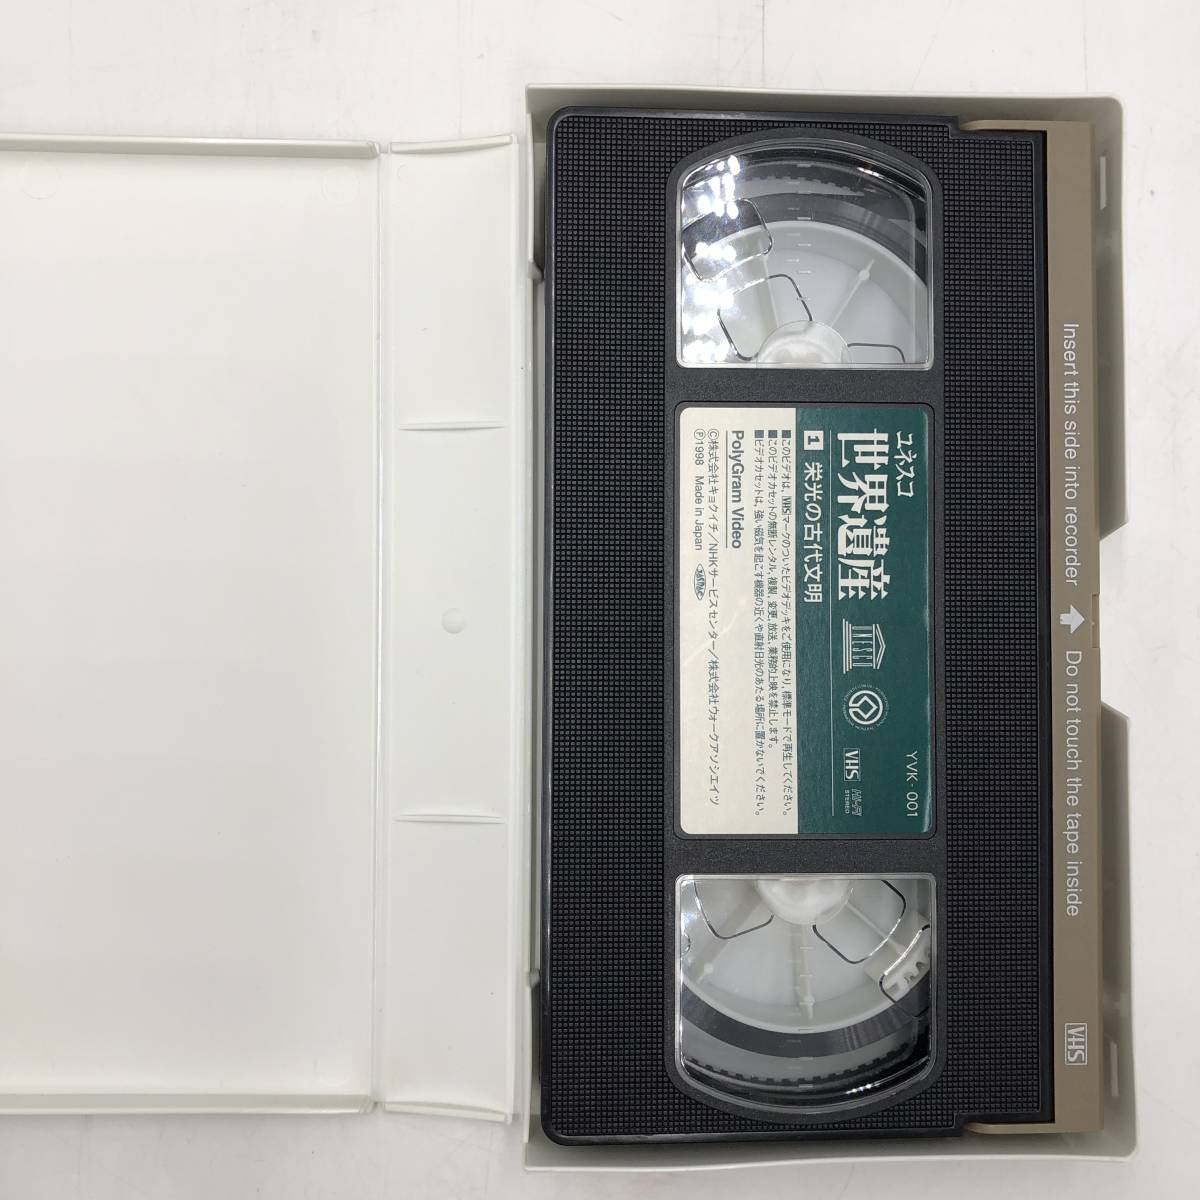 ユネスコ
世界遺産
1 栄光の古代文明
UNESCO
YVK - 001
VHS HI-FI
STEREO
■このビデオは、VHSマークのついたビデオデッキをご使用になり、標準モードで再生してください。
■このビデオカセットの無断レンタル,複製,変更,放送,業務的上映を禁止します。
■ビデオカセットは,強い磁気を起こす機器の近くや直射日光のあたる場所に置かないでください。
PolyGram Video
©株式会社キョクイチ/NHKサービスセンター/株式会社ウォークアソシエイツ
℗1998 Made in Japan
Insert this side into recorder Do not touch the tape inside
VHS